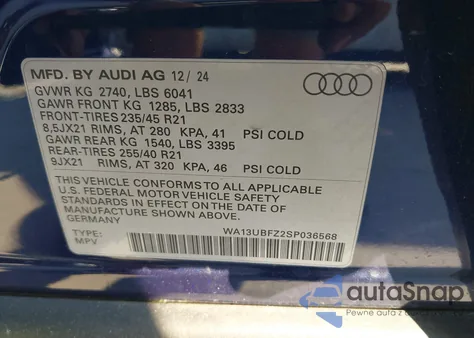 MFD. BY AUDI AG 12/ 24
GVWR KG 2740, LBS 6041
GAWR FRONT KG 1285, LBS 2833
FRONT-TIRES 235/45 R21
8,5JX21 RIMS, AT 280 KPA, 41 PSI COLD
GAWR REAR KG 1540, LBS 3395
REAR-TIRES 255/40 R21
9JX21 RIMS, AT 320 KPA, 46 PSI COLD
THIS VEHICLE CONFORMS TO ALL APPLICABLE
U.S. FEDERAL MOTOR VEHICLE SAFETY
STANDARDS IN EFFECT ON THE DATE OF
MANUFACTURE SHOWN ABOVE.
GERMANY
TYPE: WA13UBFZ2SP036568
MPV
autoSnap
Pewne auta z